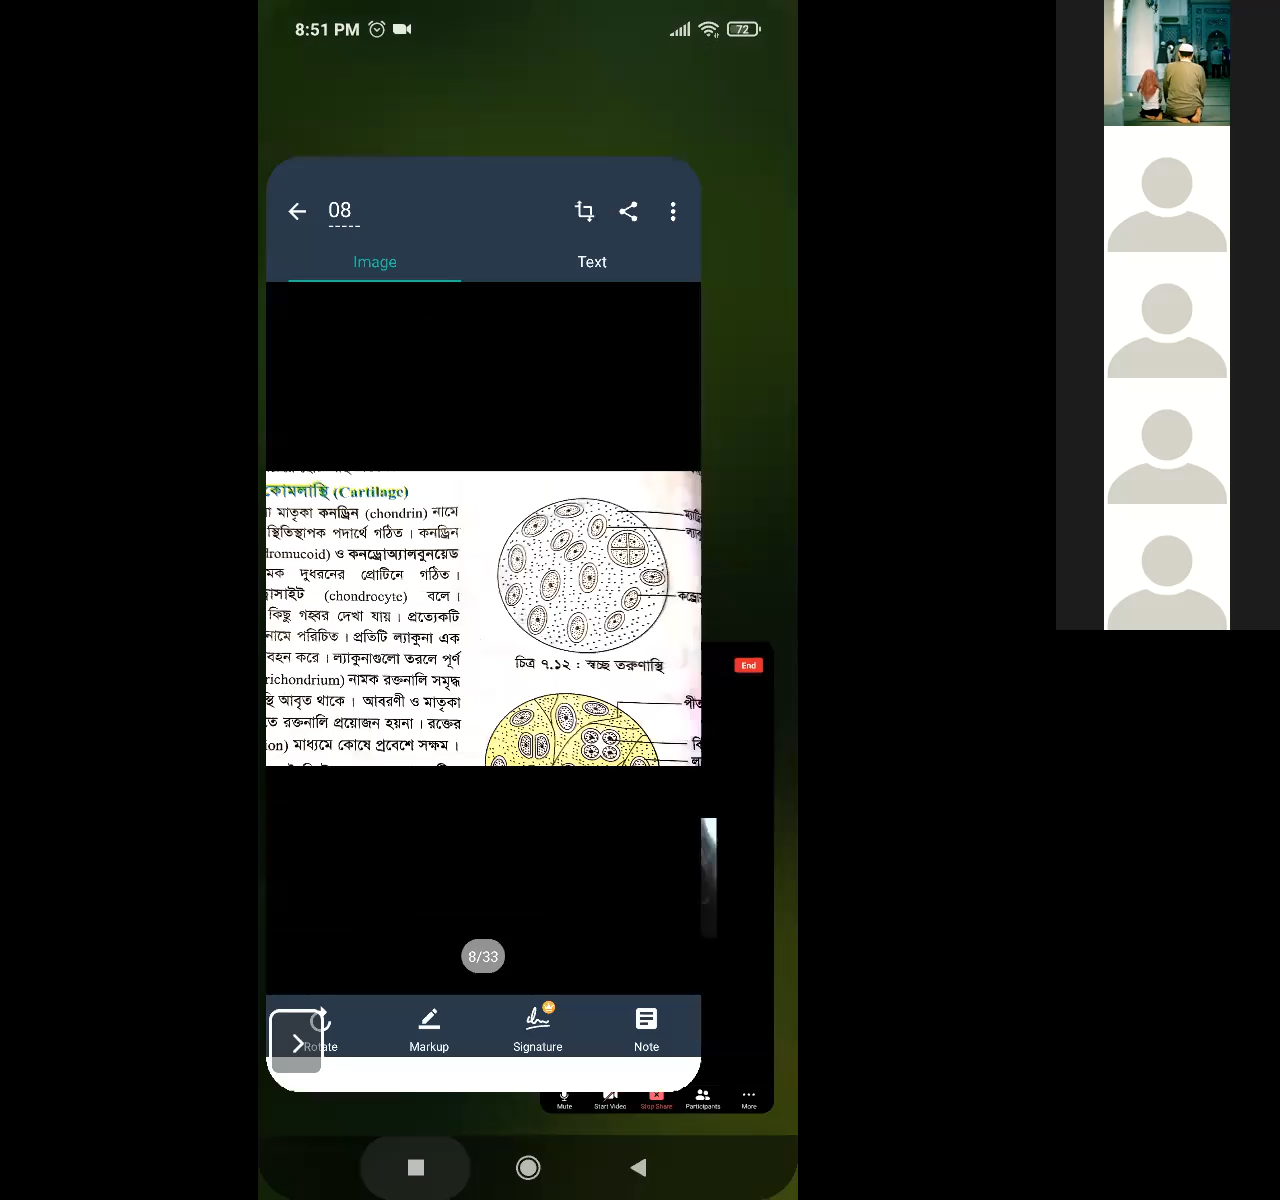 8:51 PM
72
08
Image
Text
কোমলাস্থি (Cartilage)
া মাতৃকা কনড্রিন (chondrin) নামে
স্থিতিস্থাপক পদার্থে গঠিত। কনড্রিন
dromucoid) ও কনড্রোঅ্যালবুনয়েড
মক দুধরনের প্রোটিনে গঠিত।
্রোসাইট (chondrocyte) বলে।
কিছু গহ্বর দেখা যায়। প্রত্যেকটি
নামে পরিচিত। প্রতিটি ল্যাকুনা এক
বহন করে। ল্যাকুনাগুলো তরলে পূর্ণ
richondrium) নামক রক্তনালি সমৃদ্ধ
স্থি আবৃত থাকে। আবরণী ও মাতৃকা
তে রক্তনালি প্রয়োজন হয়না। রক্তের
ion) মাধ্যমে কোষে প্রবেশে সক্ষম।
ম্যাট্রি
ল্যাকু
কন্ড্রো
চিত্র ৭.১২ : স্বচ্ছ তরুণাস্থি
পীত
বি
ল্যা
End
8/33
Rotate
Markup
Signature
Note
Mute
Start Video
Stop Share
Participants
More